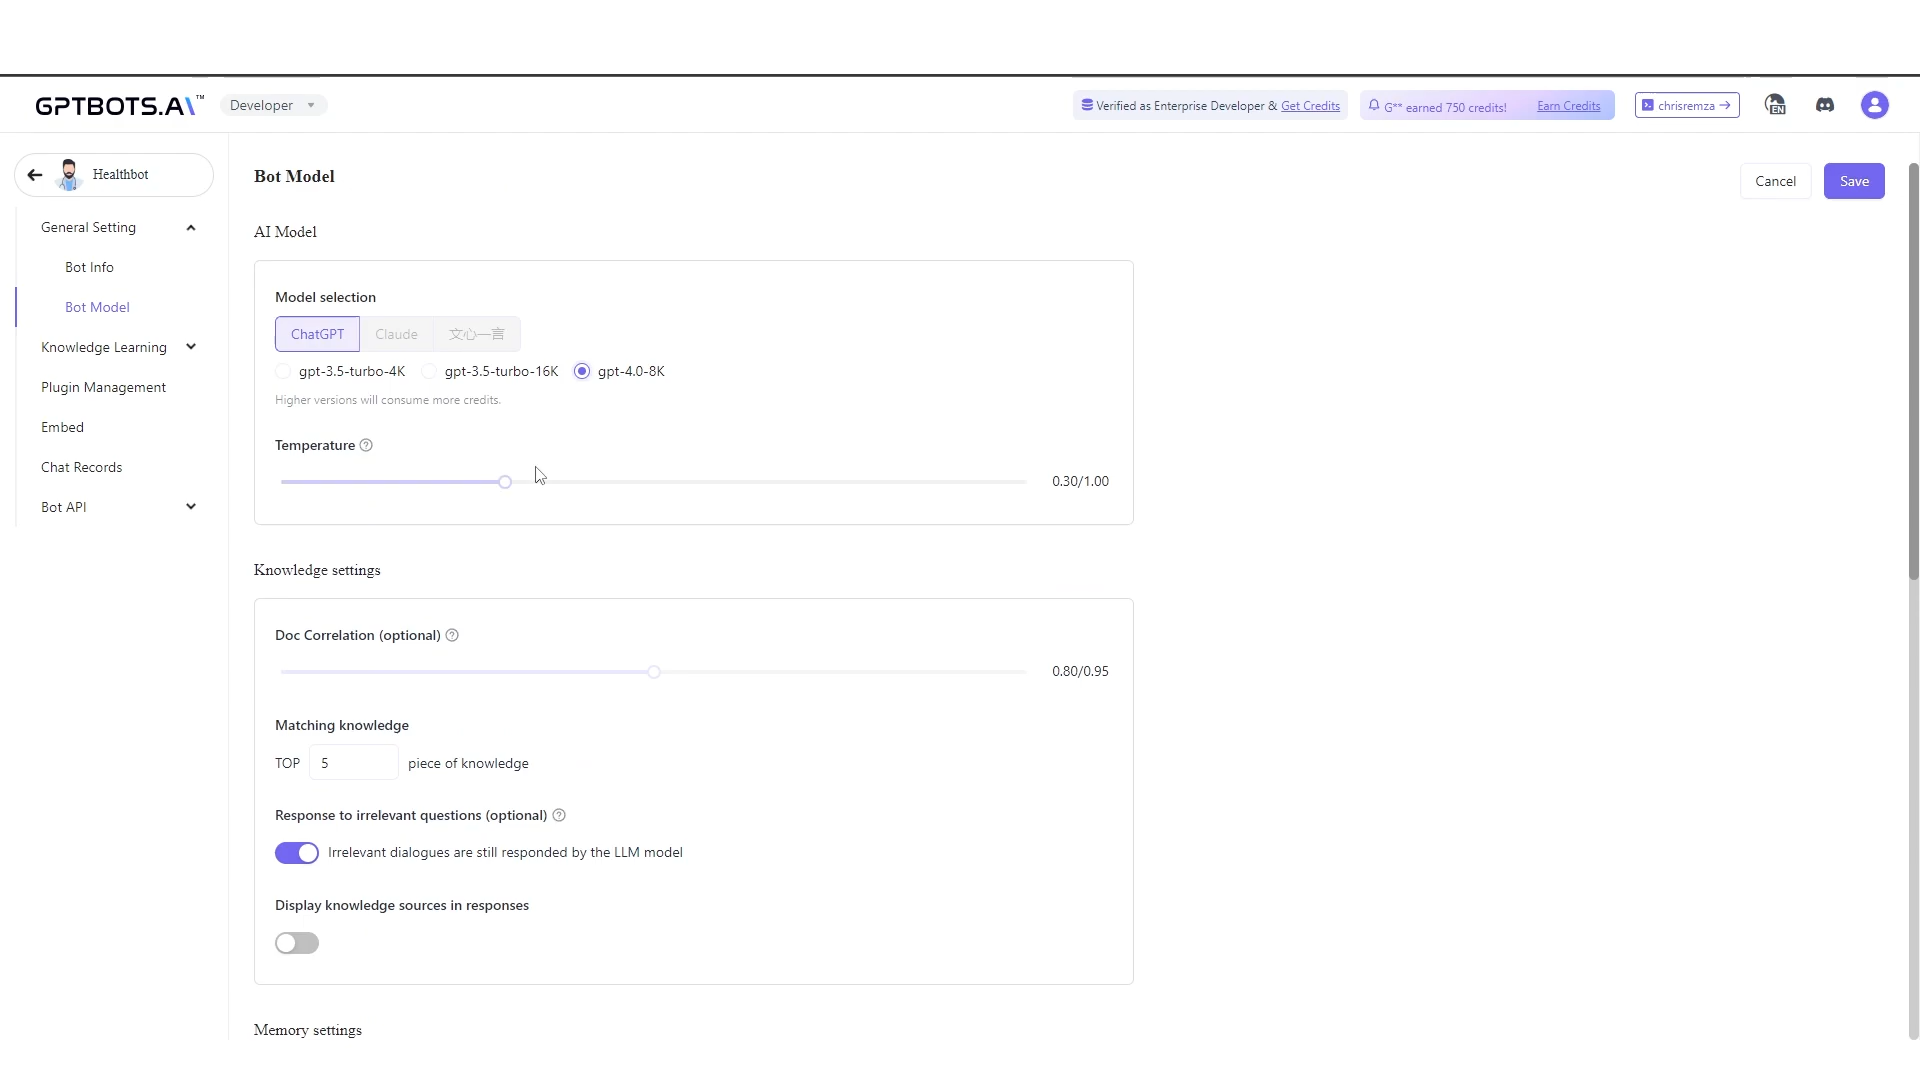 GPTBOTS.AI™ Developer Verified as Enterprise Developer & Get Credits G** earned 750 credits! Earn Credits chrisremza → EN
Healthbot
General Setting
Bot Info
Bot Model
Knowledge Learning
Plugin Management
Embed
Chat Records
Bot API
Bot Model
Cancel Save
AI Model
Model selection
ChatGPT Claude 文心一言
gpt-3.5-turbo-4K gpt-3.5-turbo-16K gpt-4.0-8K
Higher versions will consume more credits.
Temperature
0.30/1.00
Knowledge settings
Doc Correlation (optional)
0.80/0.95
Matching knowledge
TOP 5 piece of knowledge
Response to irrelevant questions (optional)
Irrelevant dialogues are still responded by the LLM model
Display knowledge sources in responses
Memory settings